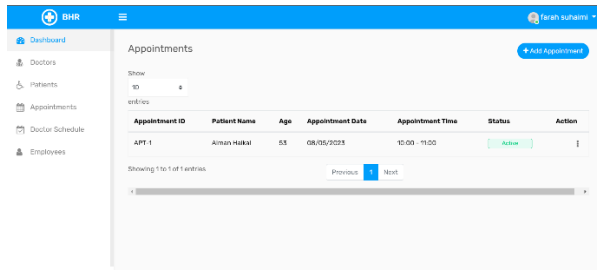 BHR
farah suhaimi
Dashboard
Doctors
Patients
Appointments
Doctor Schedule
Employees
Appointments
+ Add Appointment
Show
10
entries
Appointment ID Patient Name Age Appointment Date Appointment Time Status Action
APT-1 Aiman Haikal 53 08/05/2023 10:00 - 11:00 Active
Showing 1 to 1 of 1 entries
Previous 1 Next